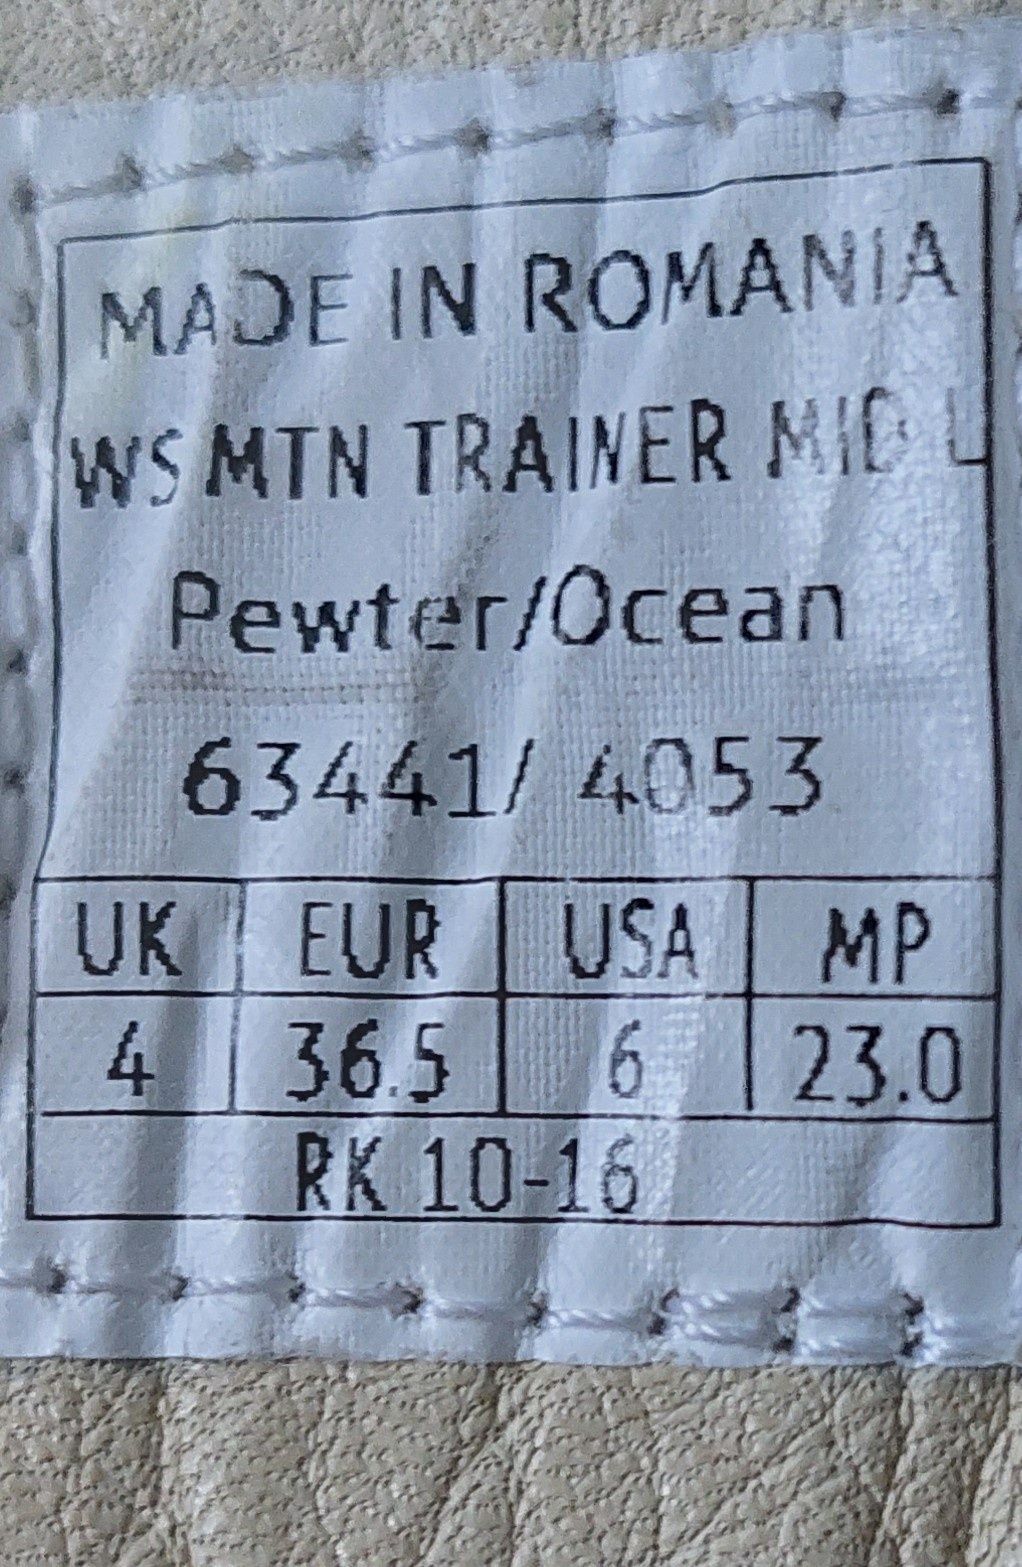 MADE IN ROMANIA
WS MTN TRAINER MID L
Pewter/Ocean
63441/ 4053
UK EUR USA MP
4 36.5 6 23.0
RK 10-16